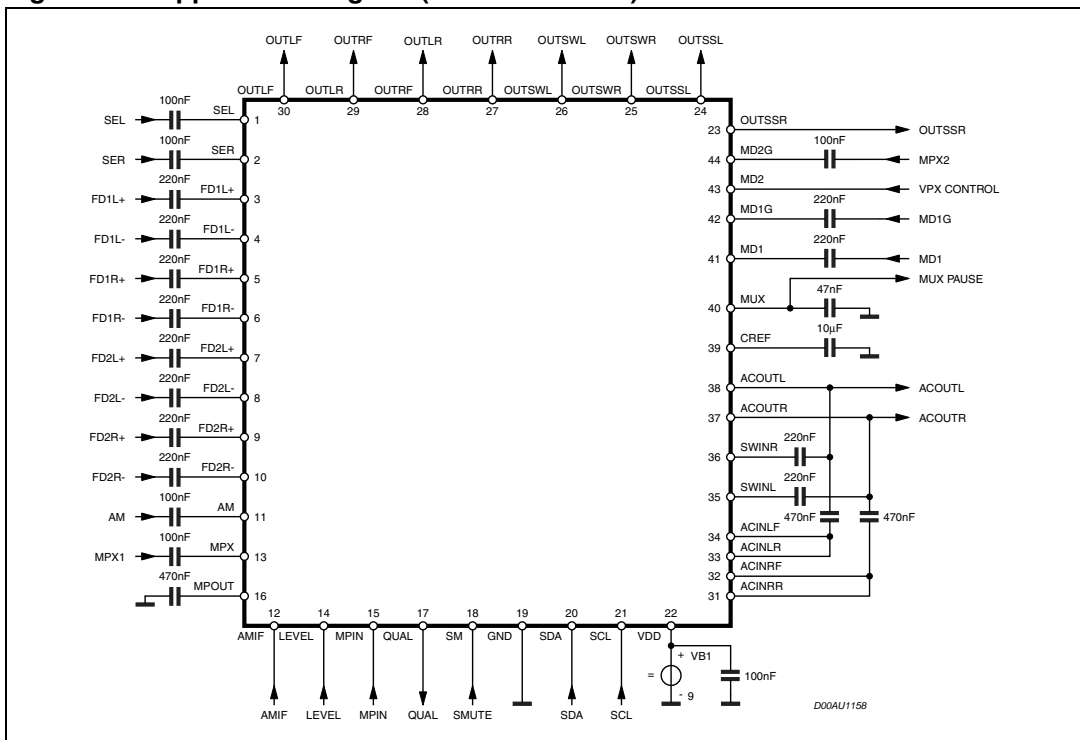 OUTLF OUTRF OUTLR OUTRR OUTSWL OUTSWR OUTSSL
OUTLF OUTLR OUTRF OUTRR OUTSWL OUTSWR OUTSSL
30 29 28 27 26 25 24
SEL 100nF SEL 1
SER 100nF SER 2
FD1L+ 220nF FD1L+ 3
FD1L- 220nF FD1L- 4
FD1R+ 220nF FD1R+ 5
FD1R- 220nF FD1R- 6
FD2L+ 220nF FD2L+ 7
FD2L- 220nF FD2L- 8
FD2R+ 220nF FD2R+ 9
FD2R- 220nF FD2R- 10
AM 100nF AM 11
MPX1 100nF MPX 13
470nF MPOUT 16
23 OUTSSR OUTSSR
44 MD2G 100nF MPX2
43 MD2 VPX CONTROL
42 MD1G 220nF MD1G
41 MD1 220nF MD1
MUX PAUSE
40 MUX 47nF
39 CREF 10μF
38 ACOUTL ACOUTL
37 ACOUTR ACOUTR
36 SWINR 220nF
35 SWINL 220nF
470nF 470nF
34 ACINLF
33 ACINLR
32 ACINRF
31 ACINRR
12 14 15 17 18 19 20 21 22
AMIF LEVEL MPIN QUAL SM GND SDA SCL VDD
+ VB1
=
- 9
100nF
AMIF LEVEL MPIN QUAL SMUTE SDA SCL
D00AU1158